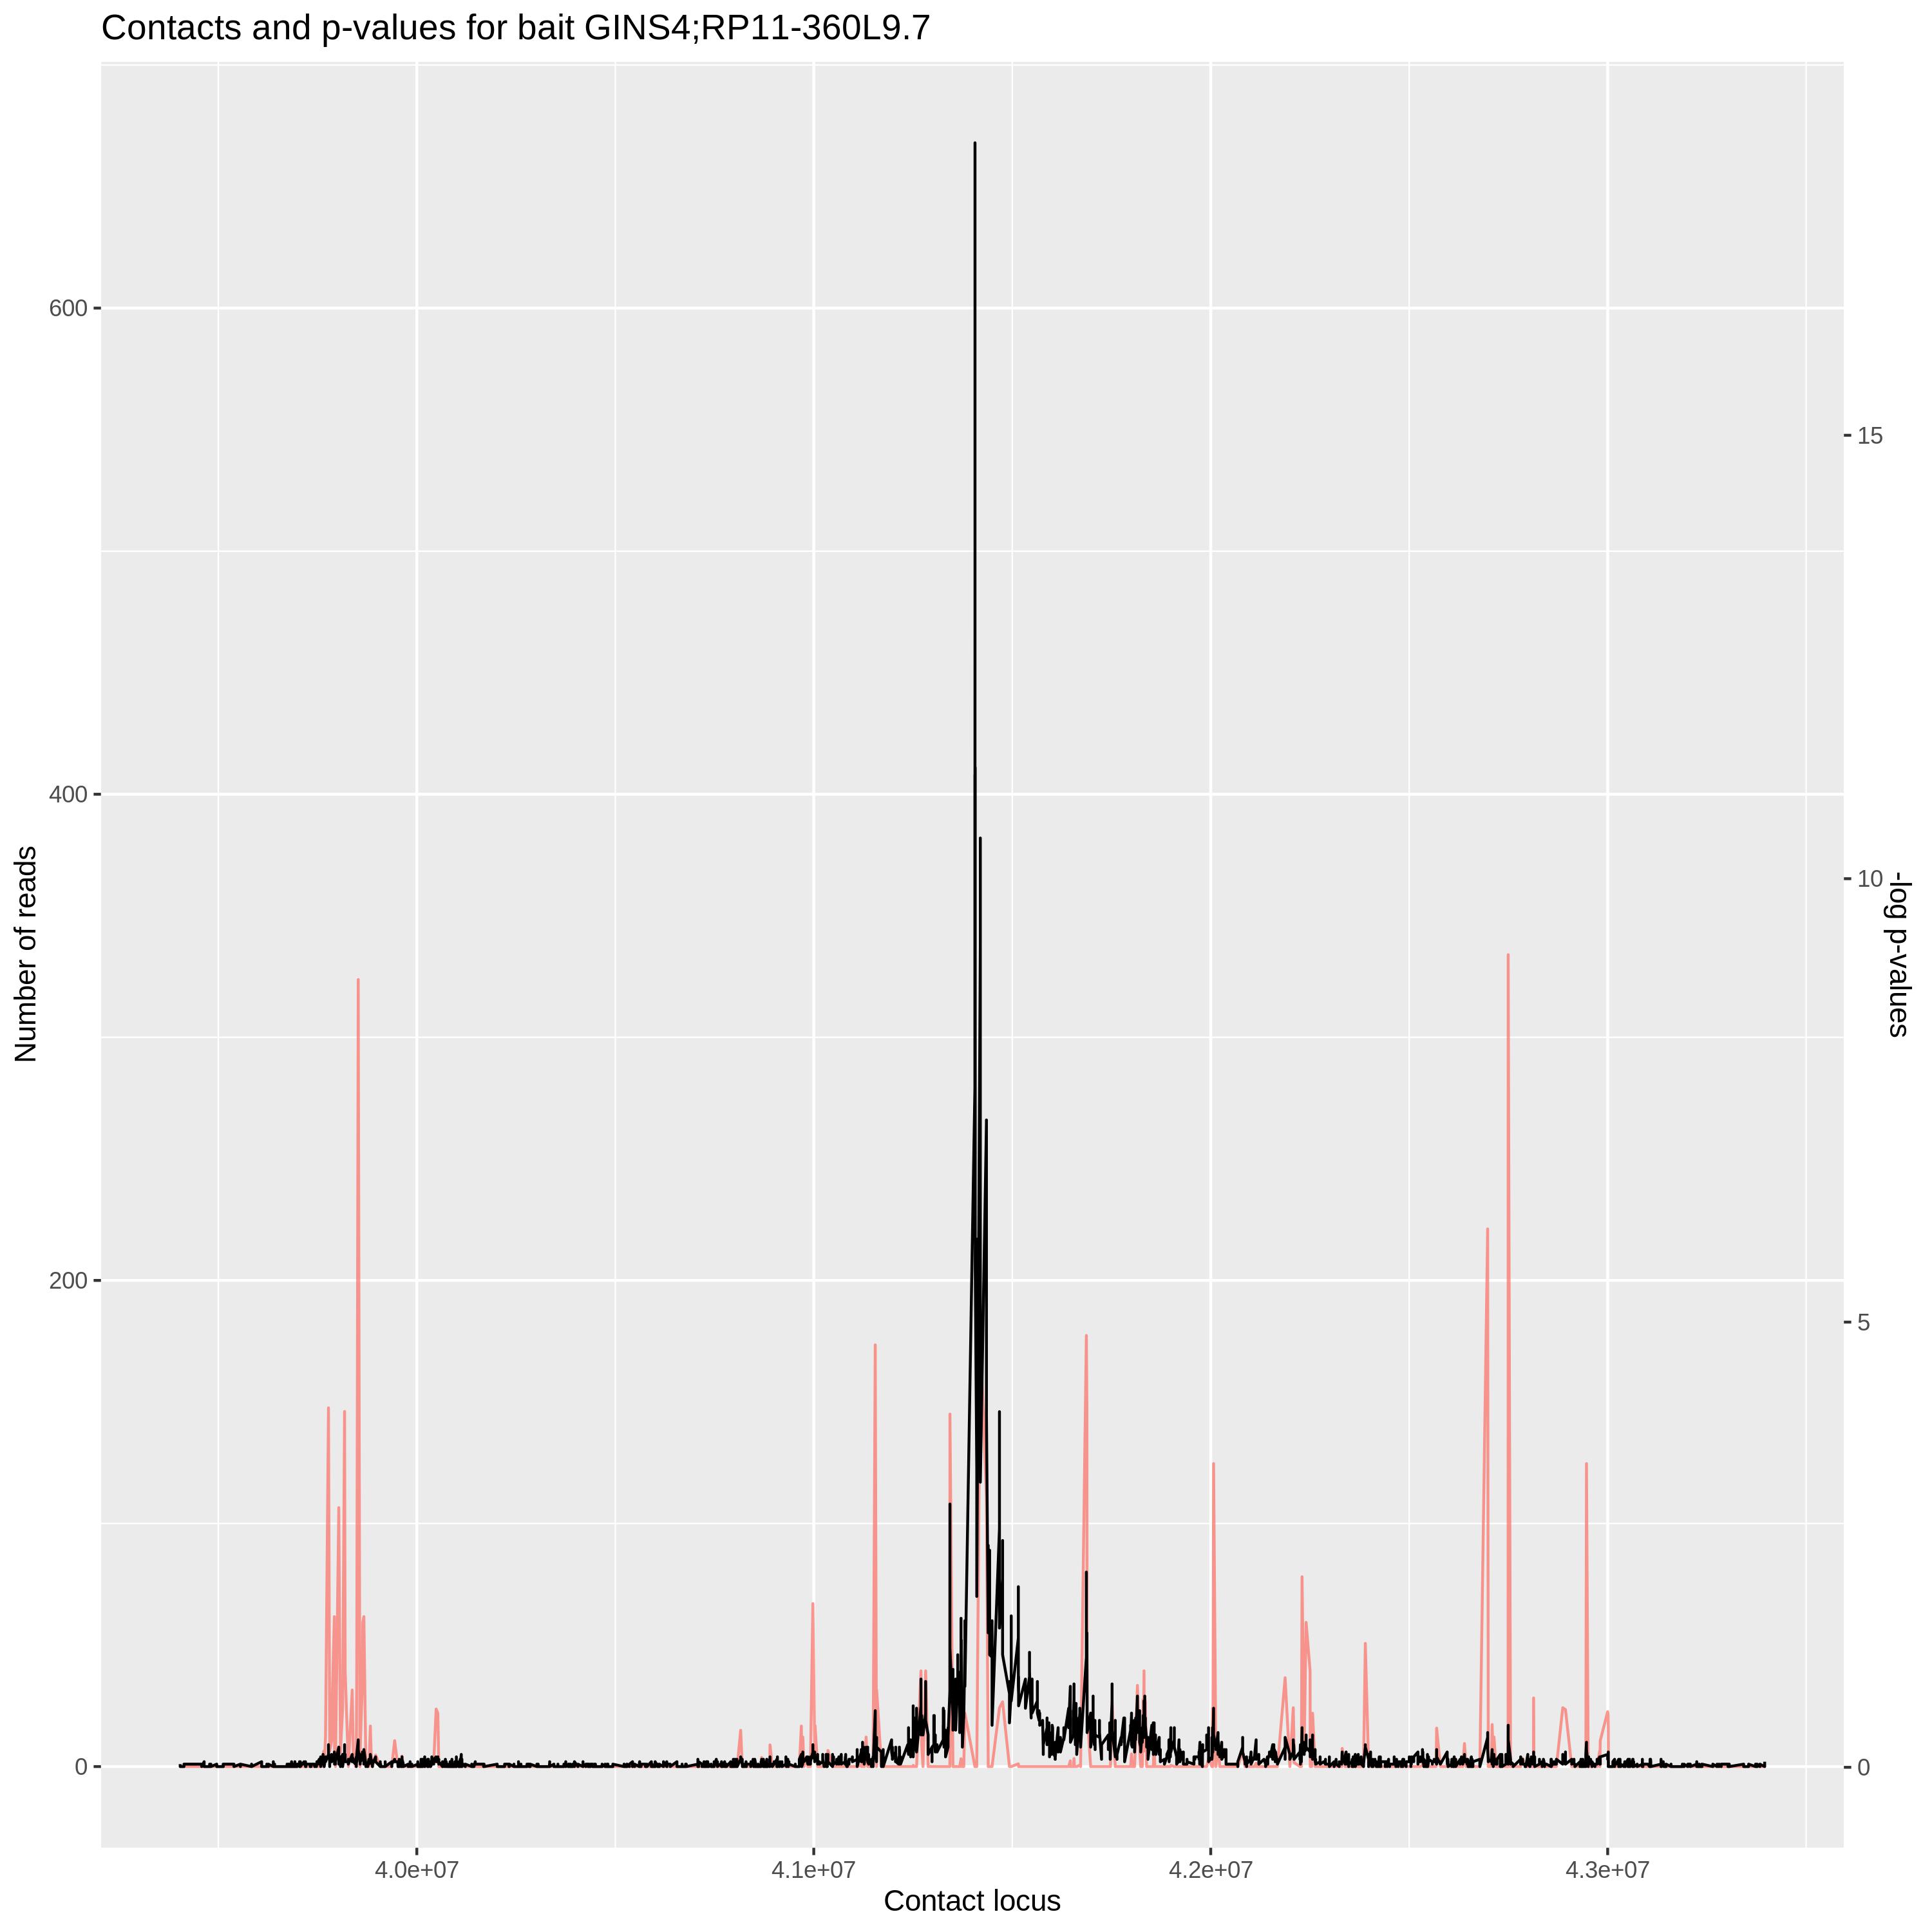 Contacts and p-values for bait GINS4;RP11-360L9.7
600
400
200
0
Number of reads
15
10
5
0
-log p-values
4.0e+07
4.1e+07
4.2e+07
4.3e+07
Contact locus